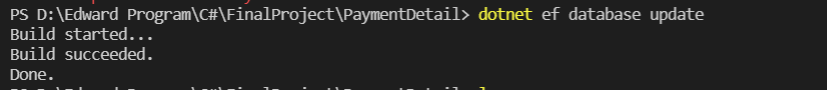 PS D:\Edward Program\C#\FinalProject\PaymentDetail> dotnet ef database update
Build started...
Build succeeded.
Done.